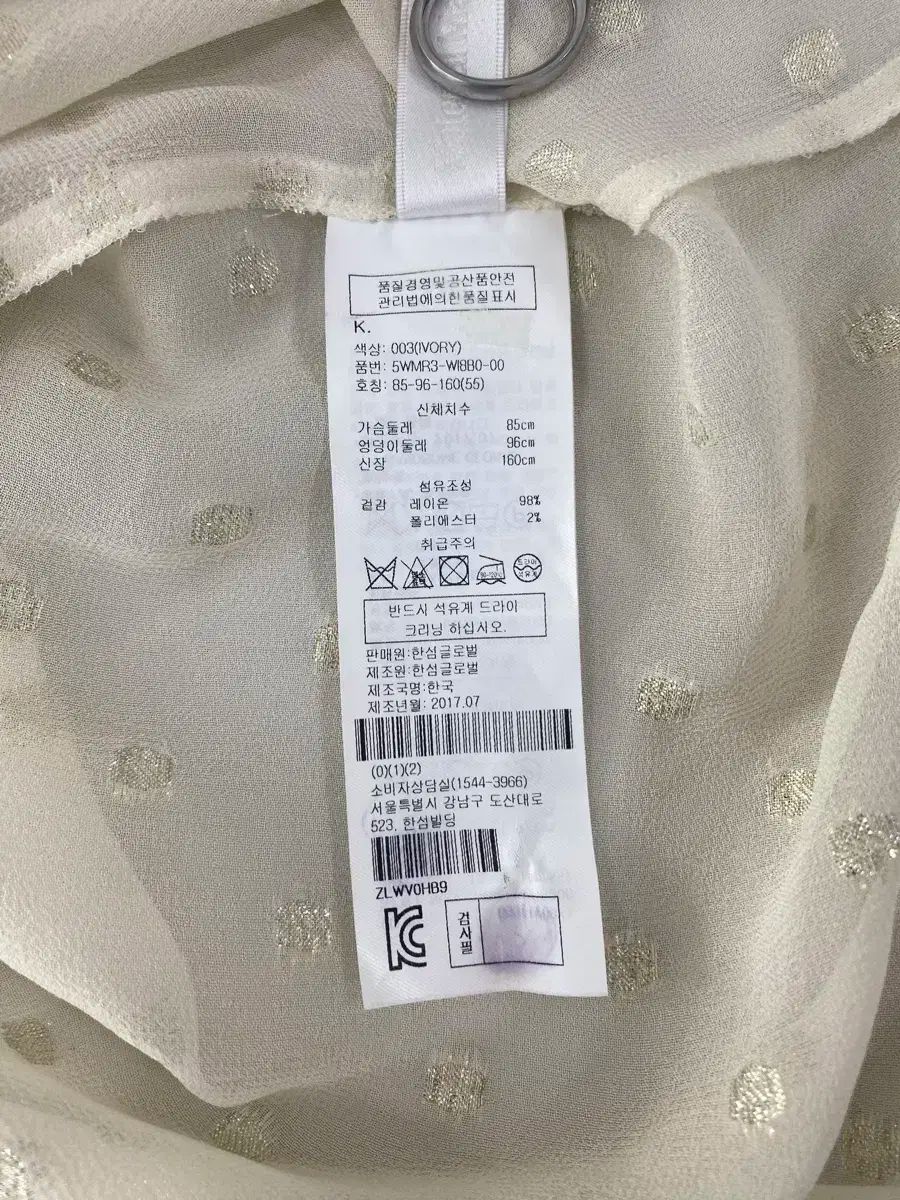 품질경영및공산품안전
관리법에의한품질표시
K.
색상: 003(IVORY)
품번: 5WMR3-WI8B0-00
호칭: 85-96-160(55)
신체치수
가슴둘레 85cm
엉덩이둘레 96cm
신장 160cm
섬유조성
겉감 레이온 98%
폴리에스터 2%
취급주의
드라이
석유계
반드시 석유계 드라이
크리닝 하십시오.
판매원:한섬글로벌
제조원:한섬글로벌
제조국명:한국
제조년월: 2017.07
(0)(1)(2)
소비자상담실(1544-3966)
서울특별시 강남구 도산대로
523, 한섬빌딩
ZLWV0HB9
검사필